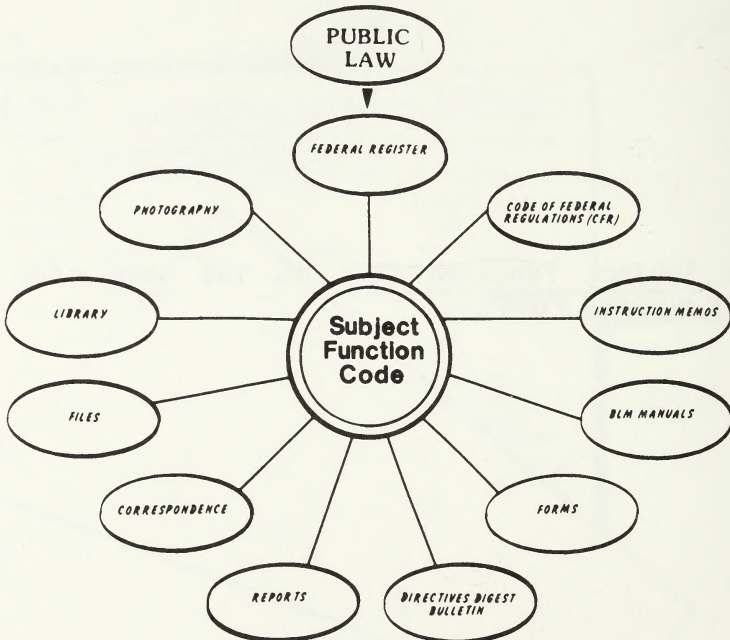 PUBLIC
LAW
FEDERAL REGISTER
PHOTOGRAPHY
CODE OF FEDERAL
REGULATIONS (CFR)
LIBRARY
Subject
Function
Code
INSTRUCTION MEMOS
FILES
BLM MANUALS
CORRESPONDENCE
FORMS
REPORTS
DIRECTIVES DIGEST
BULLETIN